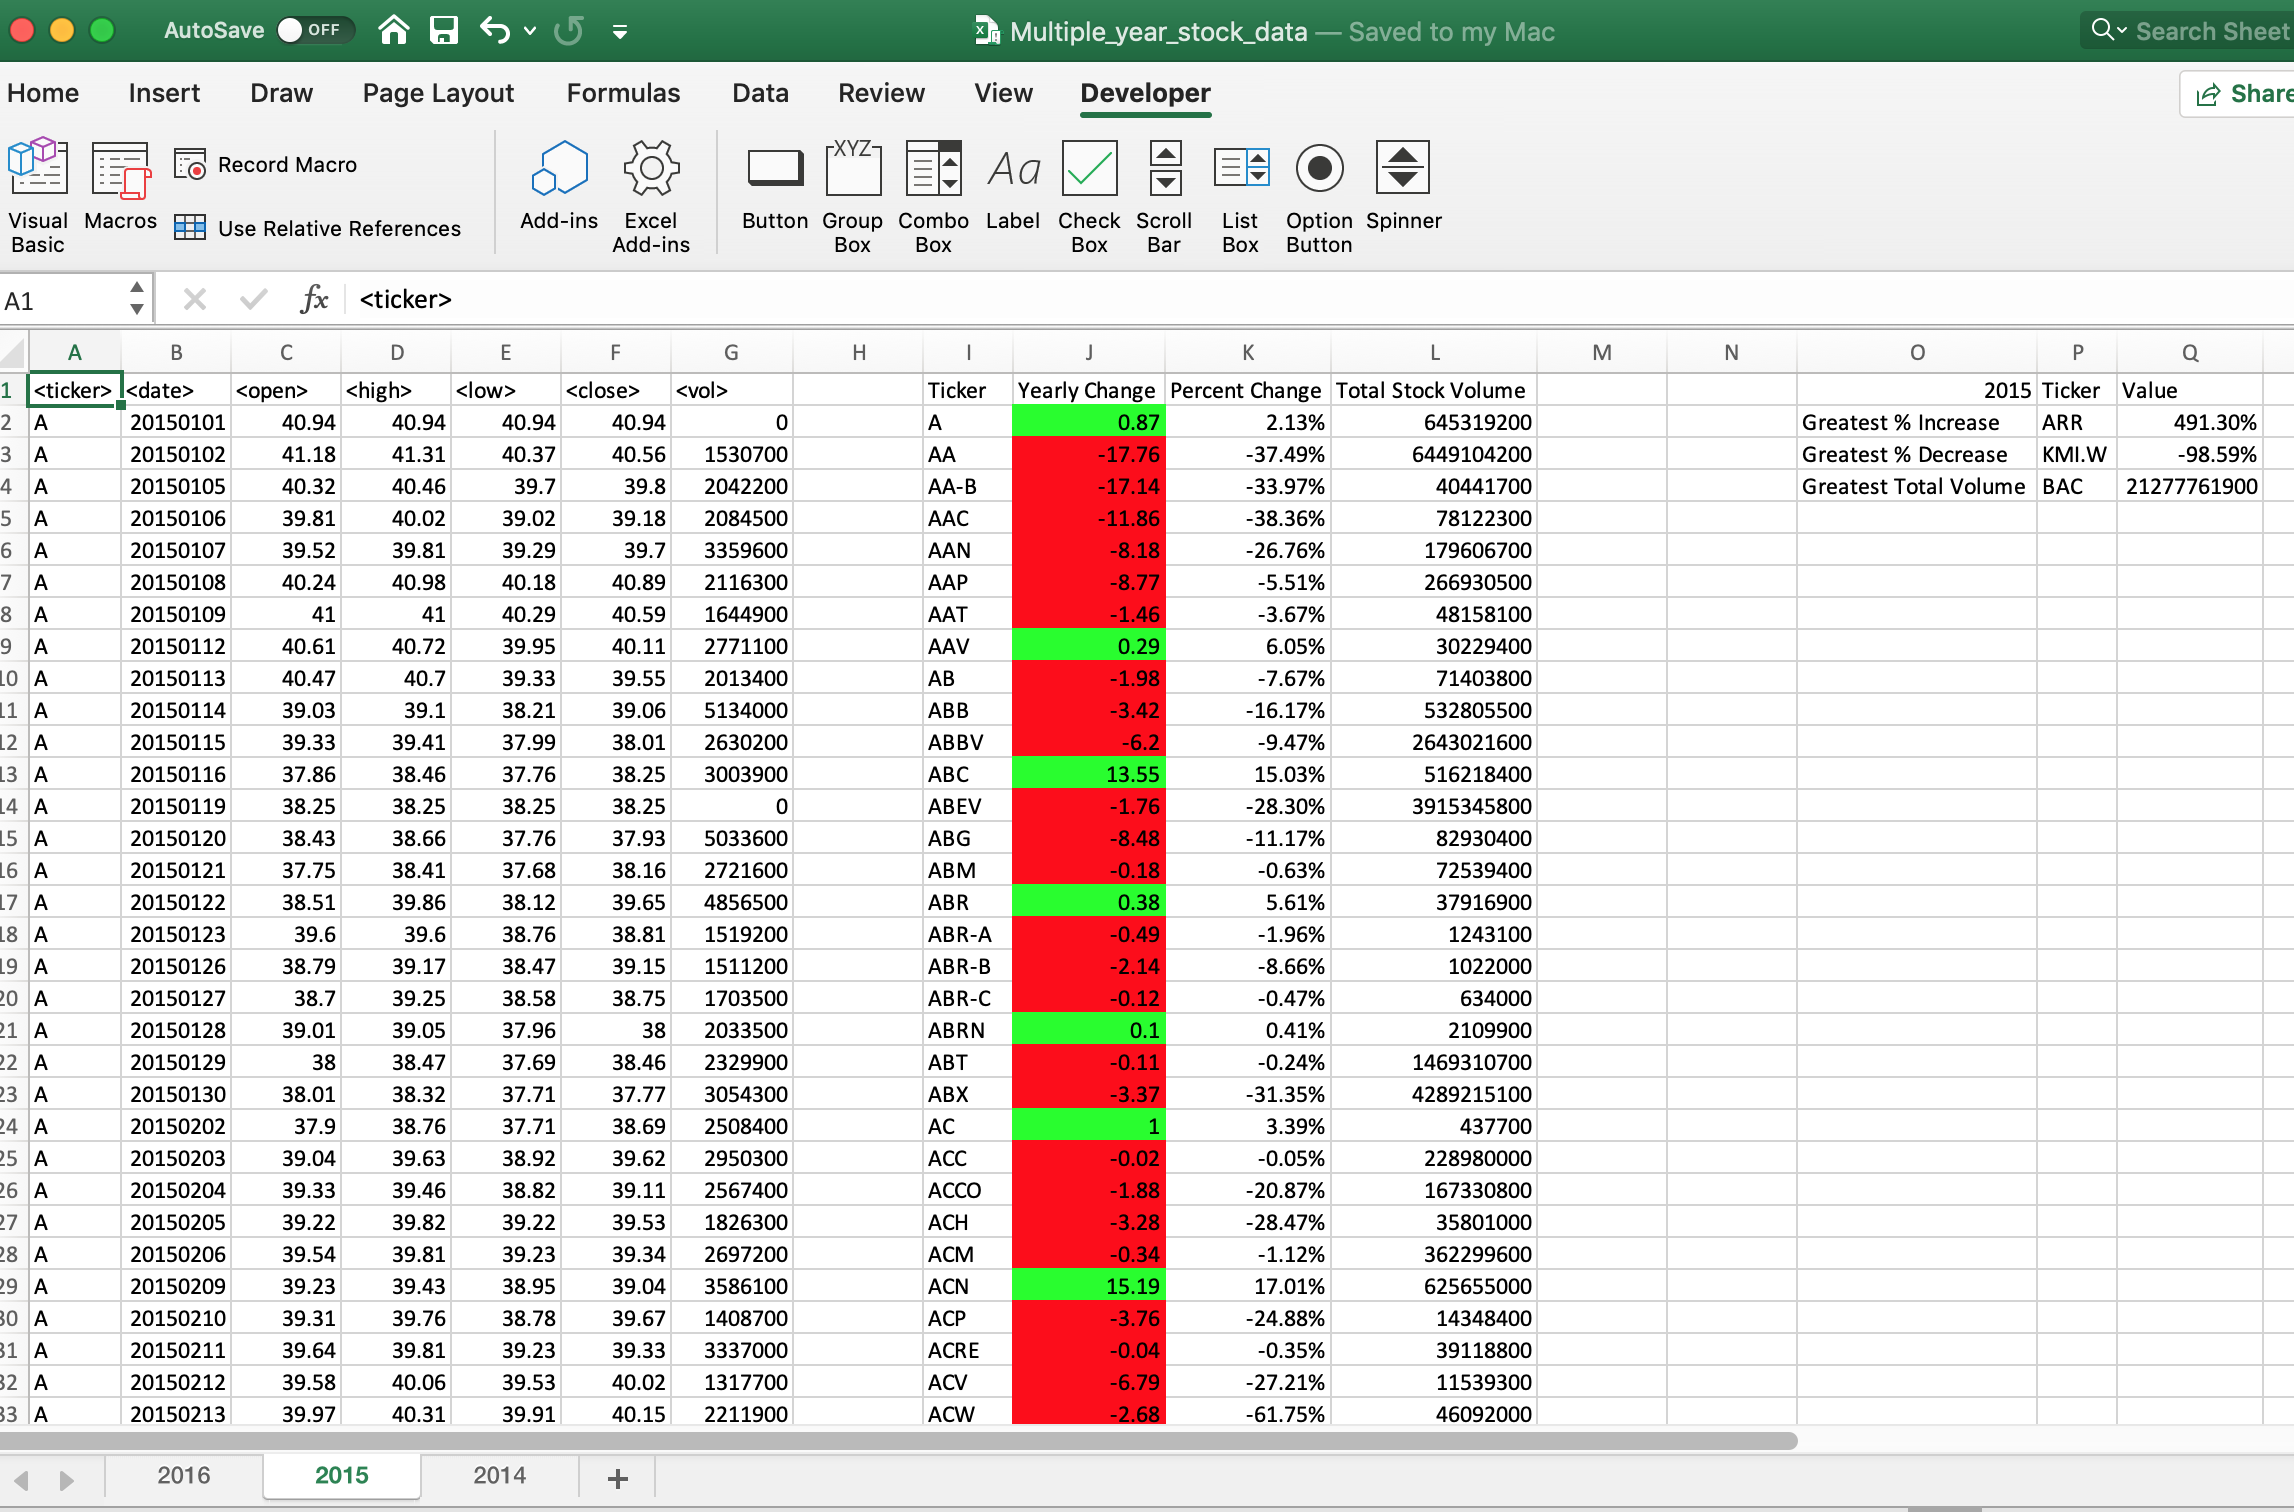 AutoSave OFF Multiple_year_stock_data — Saved to my Mac Search Sheet
Home Insert Draw Page Layout Formulas Data Review View Developer Share
Visual Basic Macros Record Macro Use Relative References Add-ins Excel Add-ins Button XYZ Group Box Combo Box Aa Label Check Box Scroll Bar List Box Option Button Spinner
A1 fx <ticker>
A B C D E F G H I J K L M N O P Q
1 <ticker> <date> <open> <high> <low> <close> <vol> Ticker Yearly Change Percent Change Total Stock Volume 2015 Ticker Value
2 A 20150101 40.94 40.94 40.94 40.94 0 A 0.87 2.13% 645319200 Greatest % Increase ARR 491.30%
3 A 20150102 41.18 41.31 40.37 40.56 1530700 AA -17.76 -37.49% 6449104200 Greatest % Decrease KMI.W -98.59%
4 A 20150105 40.32 40.46 39.7 39.8 2042200 AA-B -17.14 -33.97% 40441700 Greatest Total Volume BAC 21277761900
5 A 20150106 39.81 40.02 39.02 39.18 2084500 AAC -11.86 -38.36% 78122300
6 A 20150107 39.52 39.81 39.29 39.7 3359600 AAN -8.18 -26.76% 179606700
7 A 20150108 40.24 40.98 40.18 40.89 2116300 AAP -8.77 -5.51% 266930500
8 A 20150109 41 41 40.29 40.59 1644900 AAT -1.46 -3.67% 48158100
9 A 20150112 40.61 40.72 39.95 40.11 2771100 AAV 0.29 6.05% 30229400
10 A 20150113 40.47 40.7 39.33 39.55 2013400 AB -1.98 -7.67% 71403800
11 A 20150114 39.03 39.1 38.21 39.06 5134000 ABB -3.42 -16.17% 532805500
12 A 20150115 39.33 39.41 37.99 38.01 2630200 ABBV -6.2 -9.47% 2643021600
13 A 20150116 37.86 38.46 37.76 38.25 3003900 ABC 13.55 15.03% 516218400
14 A 20150119 38.25 38.25 38.25 38.25 0 ABEV -1.76 -28.30% 3915345800
15 A 20150120 38.43 38.66 37.76 37.93 5033600 ABG -8.48 -11.17% 82930400
16 A 20150121 37.75 38.41 37.68 38.16 2721600 ABM -0.18 -0.63% 72539400
17 A 20150122 38.51 39.86 38.12 39.65 4856500 ABR 0.38 5.61% 37916900
18 A 20150123 39.6 39.6 38.76 38.81 1519200 ABR-A -0.49 -1.96% 1243100
19 A 20150126 38.79 39.17 38.47 39.15 1511200 ABR-B -2.14 -8.66% 1022000
20 A 20150127 38.7 39.25 38.58 38.75 1703500 ABR-C -0.12 -0.47% 634000
21 A 20150128 39.01 39.05 37.96 38 2033500 ABRN 0.1 0.41% 2109900
22 A 20150129 38 38.47 37.69 38.46 2329900 ABT -0.11 -0.24% 1469310700
23 A 20150130 38.01 38.32 37.71 37.77 3054300 ABX -3.37 -31.35% 4289215100
24 A 20150202 37.9 38.76 37.71 38.69 2508400 AC 1 3.39% 437700
25 A 20150203 39.04 39.63 38.92 39.62 2950300 ACC -0.02 -0.05% 228980000
26 A 20150204 39.33 39.46 38.82 39.11 2567400 ACCO -1.88 -20.87% 167330800
27 A 20150205 39.22 39.82 39.22 39.53 1826300 ACH -3.28 -28.47% 35801000
28 A 20150206 39.54 39.81 39.23 39.34 2697200 ACM -0.34 -1.12% 362299600
29 A 20150209 39.23 39.43 38.95 39.04 3586100 ACN 15.19 17.01% 625655000
30 A 20150210 39.31 39.76 38.78 39.67 1408700 ACP -3.76 -24.88% 14348400
31 A 20150211 39.64 39.81 39.23 39.33 3337000 ACRE -0.04 -0.35% 39118800
32 A 20150212 39.58 40.06 39.53 40.02 1317700 ACV -6.79 -27.21% 11539300
33 A 20150213 39.97 40.31 39.91 40.15 2211900 ACW -2.68 -61.75% 46092000
2016 2015 2014 +